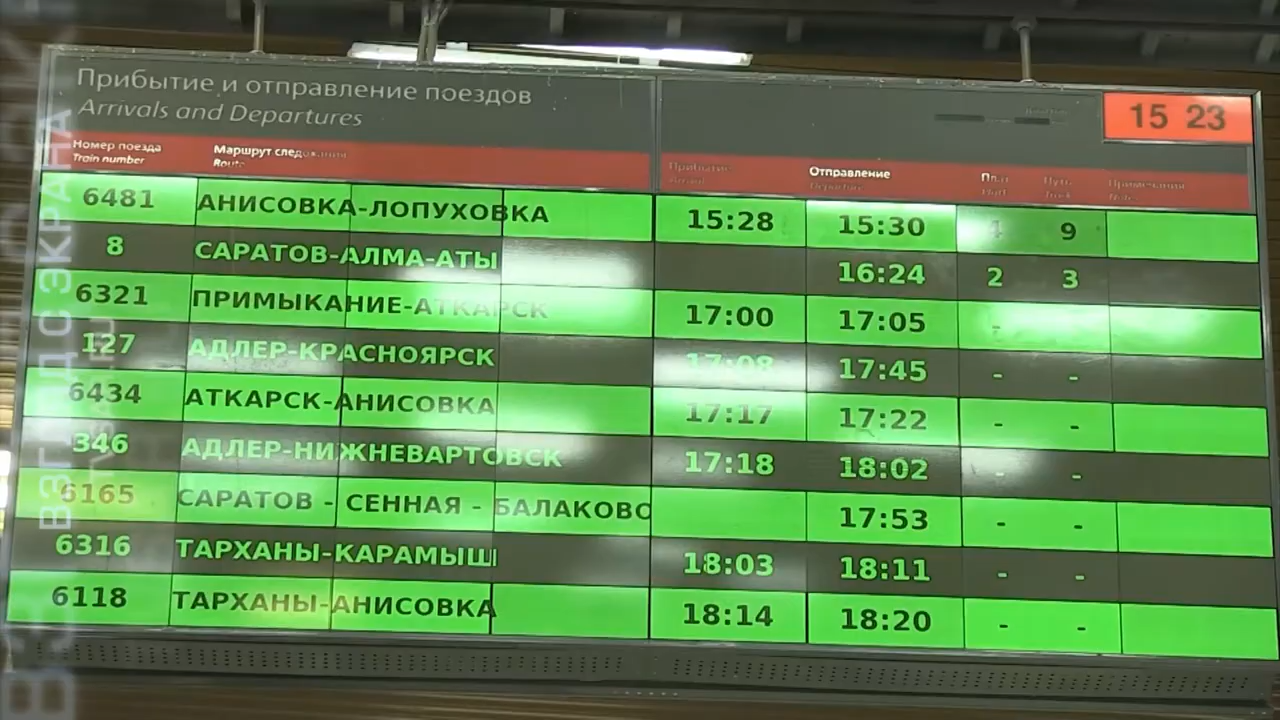 Прибытие и отправление поездов
Arrivals and Departures
15 23
Номер поезда Маршрут следования Прибытие Отправление Путь Примечания
Train number Route Departure
6481 АНИСОВКА-ЛОПУХОВКА 15:28 15:30 9
8 САРАТОВ-АЛМА-АТЫ 16:24 2 3
6321 ПРИМЫКАНИЕ-АТКАРСК 17:00 17:05 -
127 АДЛЕР-КРАСНОЯРСК 17:08 17:45 - -
6434 АТКАРСК-АНИСОВКА 17:17 17:22 - -
346 АДЛЕР-НИЖНЕВАРТОВСК 17:18 18:02 - -
6165 САРАТОВ - СЕННАЯ - БАЛАКОВО 17:53 - -
6316 ТАРХАНЫ-КАРАМЫШ 18:03 18:11 - -
6118 ТАРХАНЫ-АНИСОВКА 18:14 18:20 - -